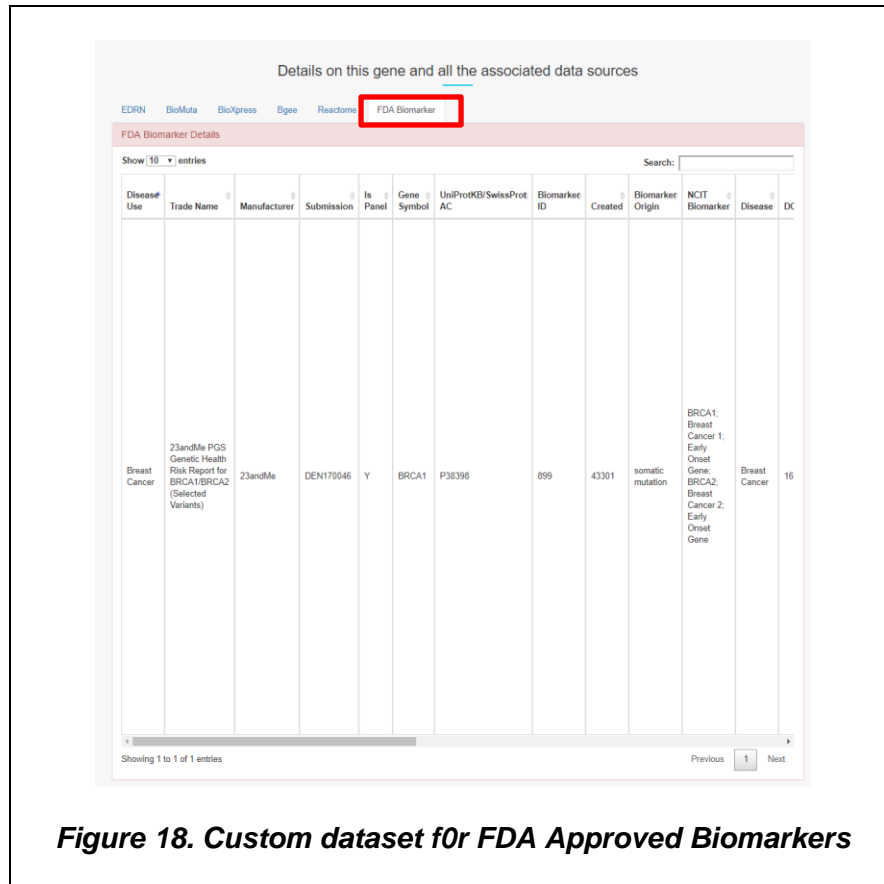 Details on this gene and all the associated data sources
EDRN BioMuta BioXpress Bgee Reactome FDA Biomarker
FDA Biomarker Details
Show 10 entries Search:
Disease Use
Trade Name
Manufacturer
Submission
Is Panel
Gene Symbol
UniProtKB/SwissProt AC
Biomarker ID
Created
Biomarker Origin
NCIT Biomarker
Disease
DO
Breast
Cancer
23andMe PGS
Genetic Health
Risk Report for
BRCA1/BRCA2
(Selected
Variants)
23andMe
DEN170046
Y
BRCA1
P38398
899
43301
somatic
mutation
BRCA1;
Breast
Cancer 1;
Early
Onset
Gene;
BRCA2;
Breast
Cancer 2;
Early
Onset
Gene
Breast
Cancer
16
Showing 1 to 1 of 1 entries Previous 1 Next
Figure 18. Custom dataset f0r FDA Approved Biomarkers